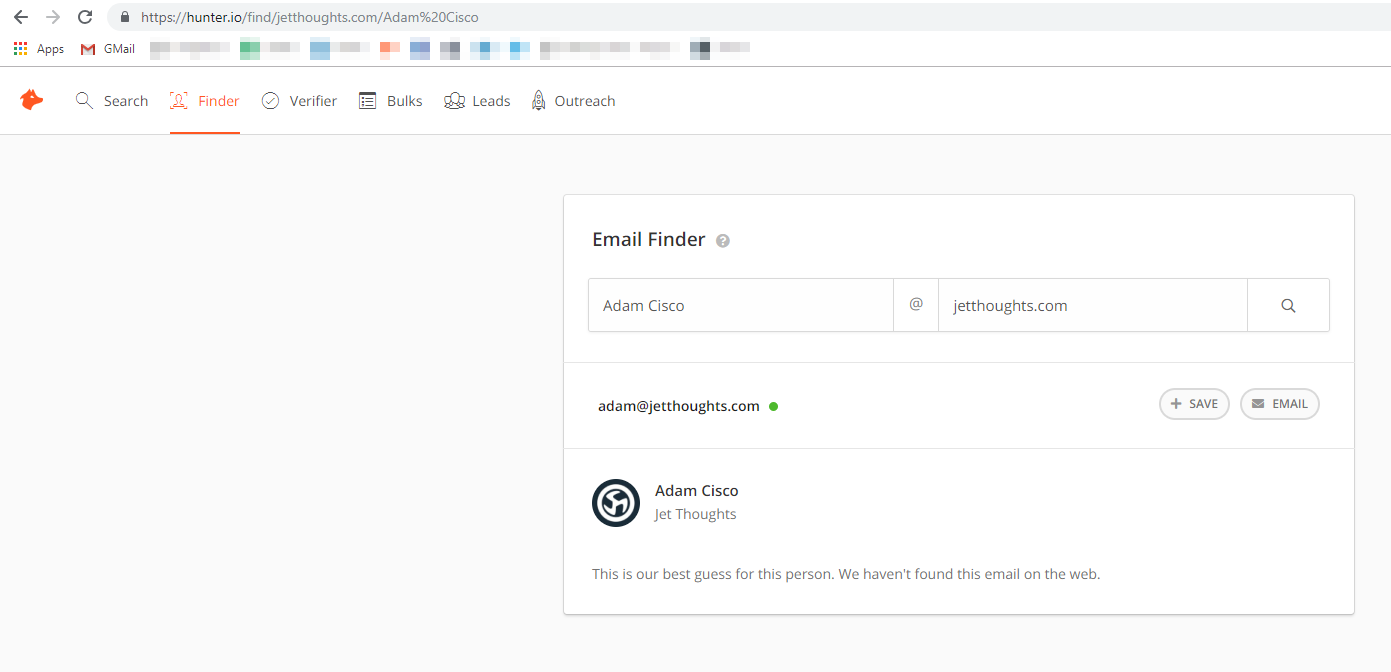 https://hunter.io/find/jetthoughts.com/Adam%20Cisco
Apps GMail
Search Finder Verifier Bulks Leads Outreach
Email Finder ?
Adam Cisco @ jetthoughts.com
adam@jetthoughts.com + SAVE EMAIL
Adam Cisco
Jet Thoughts
This is our best guess for this person. We haven't found this email on the web.